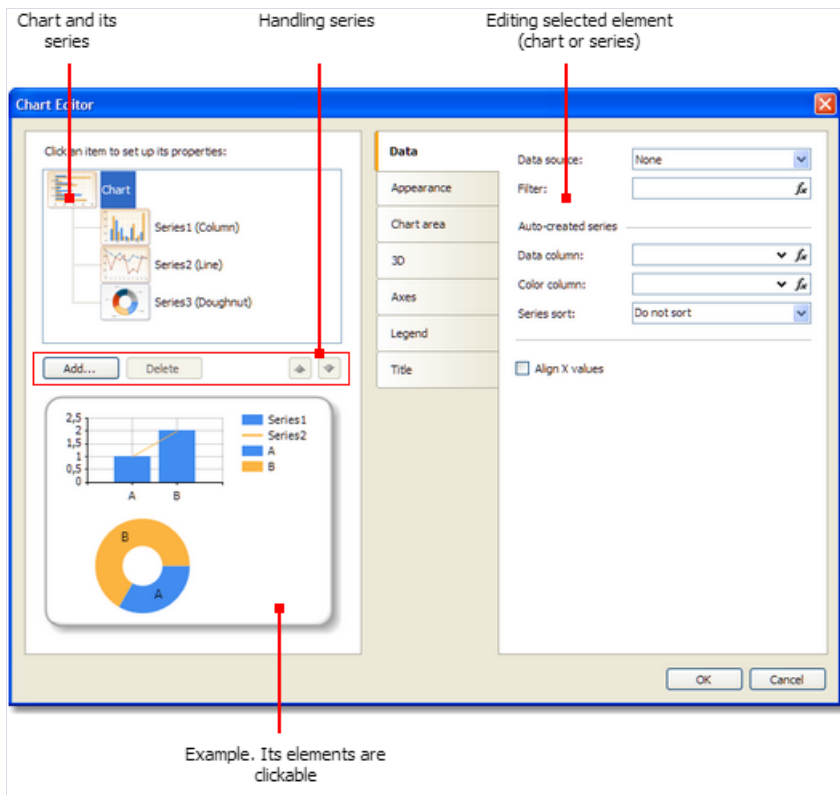 Chart and its
series
Handling series
Editing selected element
(chart or series)
Chart Editor
Click an item to set up its properties:
Chart
Series1 (Column)
Series2 (Line)
Series3 (Doughnut)
Add...
Delete
2,5
2
1,5
1
0,5
0
A
B
Series1
Series2
A
B
B
A
Data
Appearance
Chart area
3D
Axes
Legend
Title
Data source:
None
Filter:
fx
Auto-created series
Data column:
fx
Color column:
fx
Series sort:
Do not sort
Align X values
OK
Cancel
Example. Its elements are
clickable